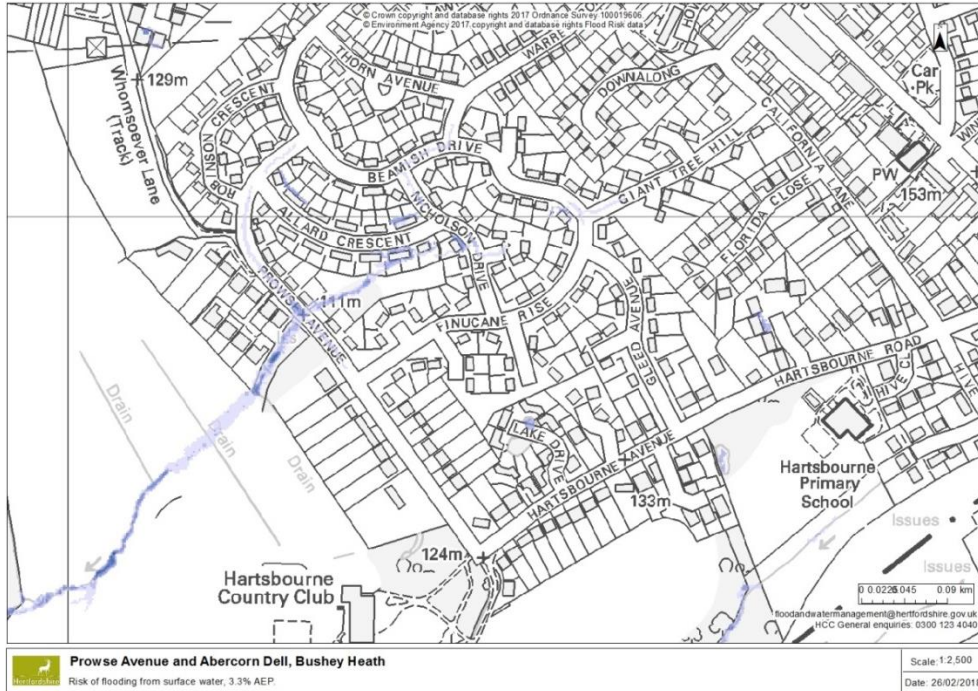 © Crown copyright and database rights 2017 Ordnance Survey 100019606
© Environment Agency 2017 copyright and database rights Flood Risk data
Whomsoever Lane
(Track)
129m
ROBINSON CRESCENT
THORN AVENUE
DOWNALONG
CALIFORNIA LANE
Car
Pk
PW
153m
BEAMISH DRIVE
GIANT TREE HILL
FLORIDA CLOSE
NICHOLSON DRIVE
ALLARD CRESCENT
PROWSE AVENUE
111m
FINUCANE RISE
GLEED AVENUE
HARTSBOURNE ROAD
HIVE CL
Drain
Drain
Drain
LAKE DRIVE
HARTSBOURNE AVENUE
133m
124m
Hartsbourne
Primary
School
Issues
Issues
Hartsbourne
Country Club
0 0.0225 0.045 0.09 km
floodandwatermanagement@hertfordshire.gov.uk
HCC General enquiries: 0300 123 4040
Hertfordshire
Prowse Avenue and Abercorn Dell, Bushey Heath
Risk of flooding from surface water, 3.3% AEP.
Scale: 1:2,500